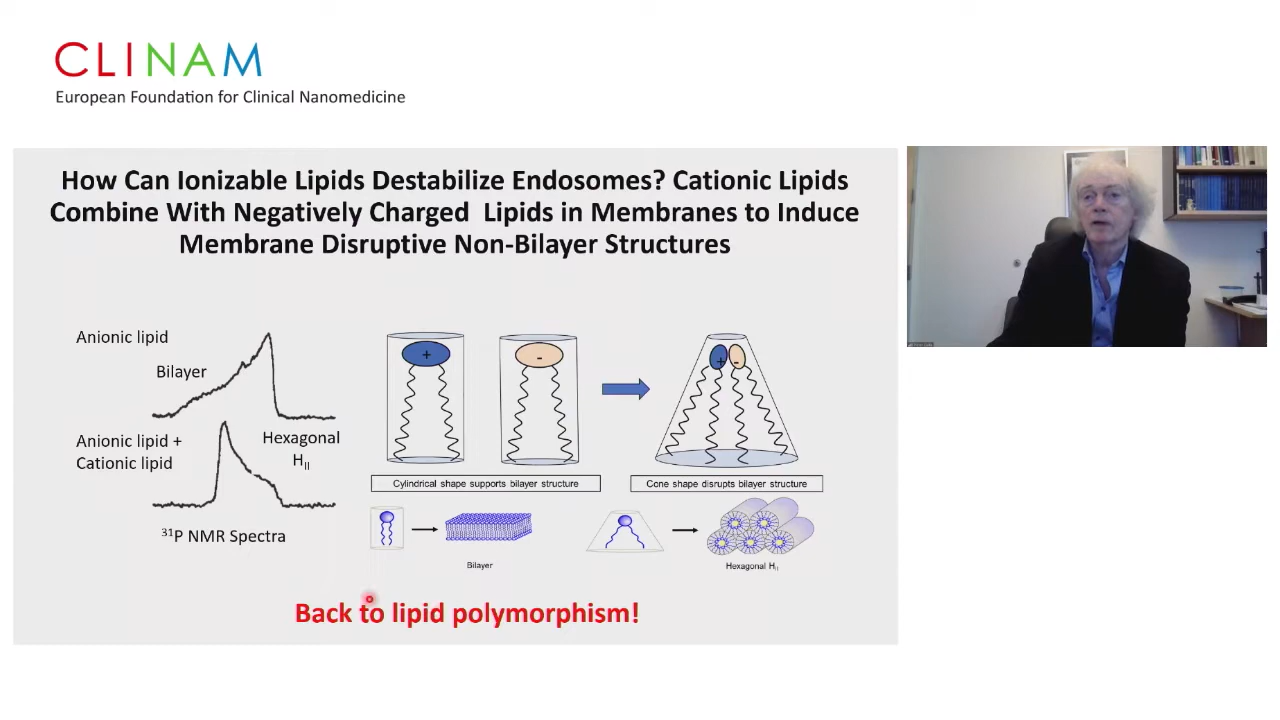 CLINAM
European Foundation for Clinical Nanomedicine
How Can Ionizable Lipids Destabilize Endosomes? Cationic Lipids
Combine With Negatively Charged Lipids in Membranes to Induce
Membrane Disruptive Non-Bilayer Structures
Anionic lipid
Bilayer
Anionic lipid +
Cationic lipid
Hexagonal
HII
31P NMR Spectra
+
-
+
-
Cylindrical shape supports bilayer structure
Cone shape disrupts bilayer structure
Bilayer
Hexagonal HII
Back to lipid polymorphism!